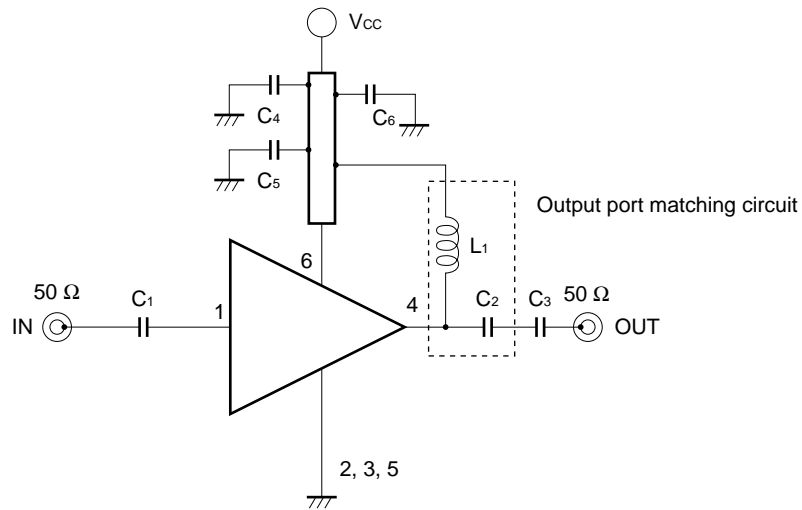 VCC
C4
C6
C5
Output port matching circuit
L1
6
50 Ω
C1
1
4
C2
C3
50 Ω
IN
OUT
2, 3, 5